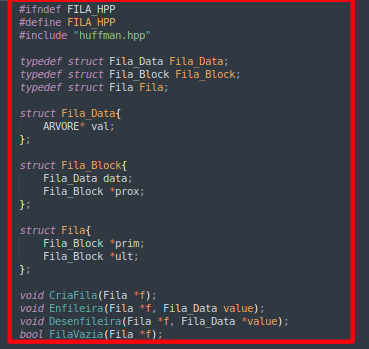 #ifndef FILA_HPP
#define FILA_HPP
#include "huffman.hpp"
typedef struct Fila_Data Fila_Data;
typedef struct Fila_Block Fila_Block;
typedef struct Fila Fila;
struct Fila_Data{
ARVORE* val;
};
struct Fila_Block{
Fila_Data data;
Fila_Block *prox;
};
struct Fila{
Fila_Block *prim;
Fila_Block *ult;
};
void CriaFila(Fila *f);
void Enfileira(Fila *f, Fila_Data value);
void Desenfileira(Fila *f, Fila_Data *value);
bool FilaVazia(Fila *f);